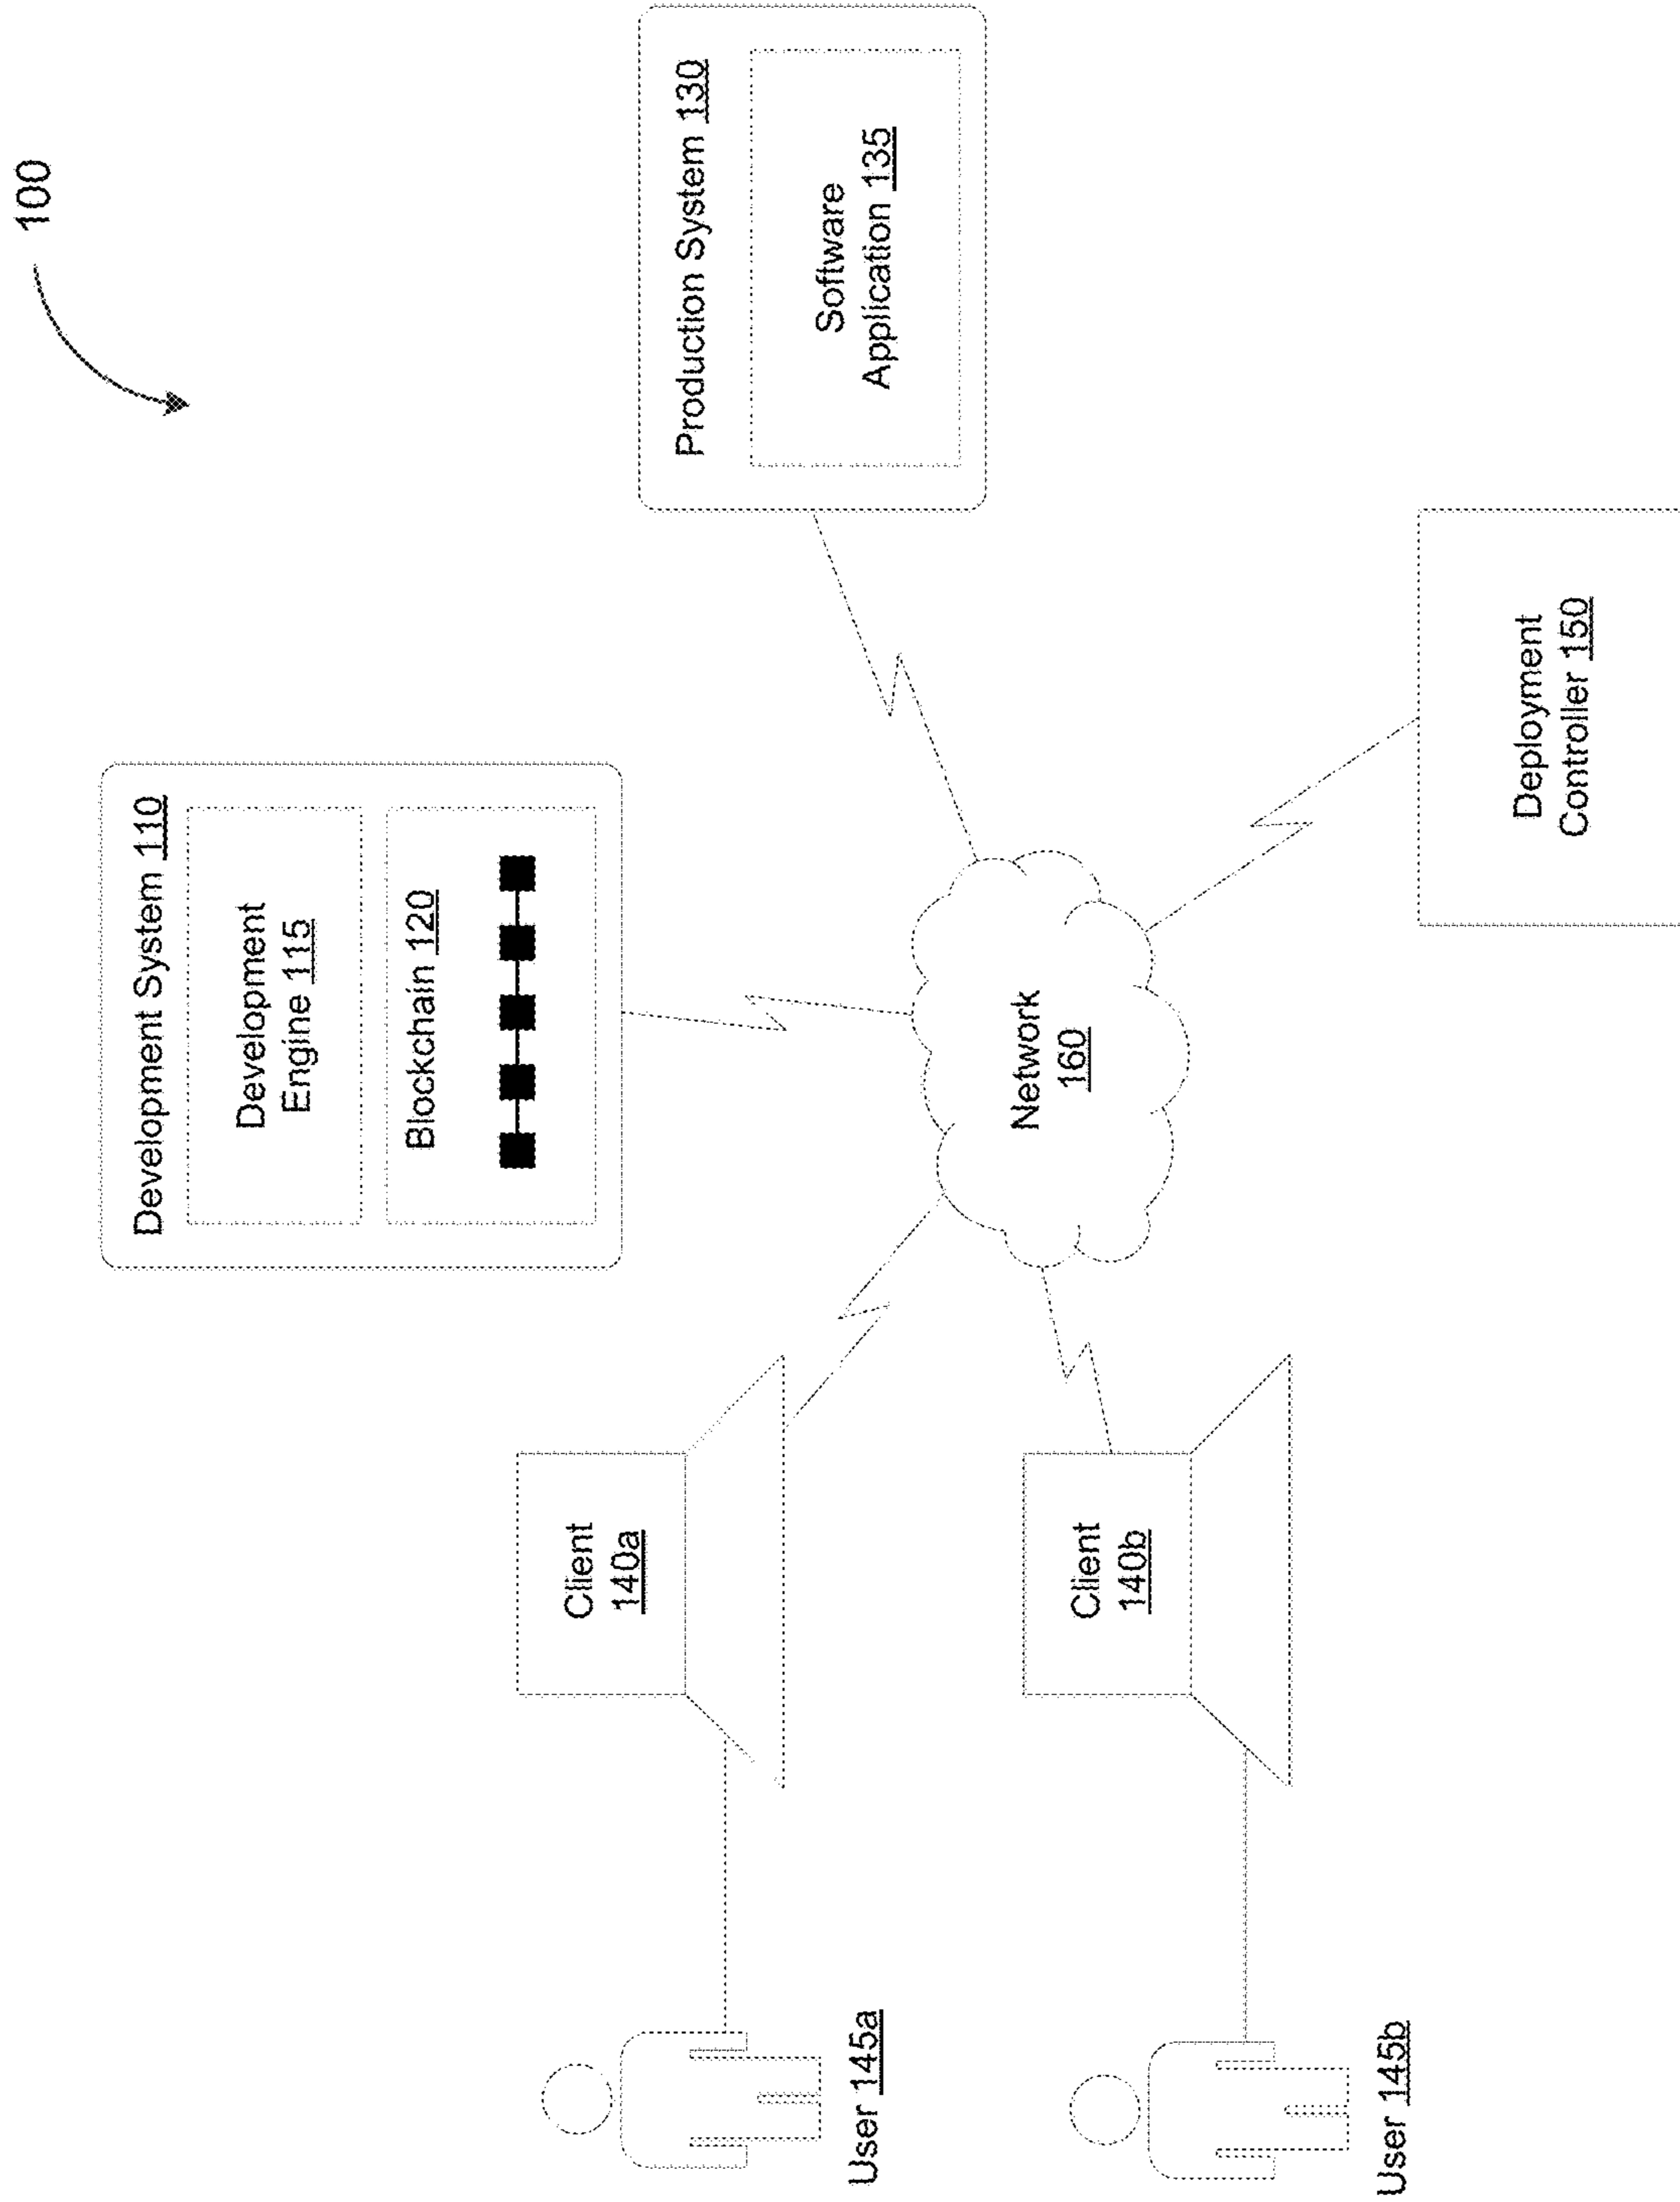 100
Development System 110
Development
Engine 115
Blockchain 120
Production System 130
Software
Application 135
Client
140a
User 145a
Network
160
Client
140b
User 145b
Deployment
Controller 150